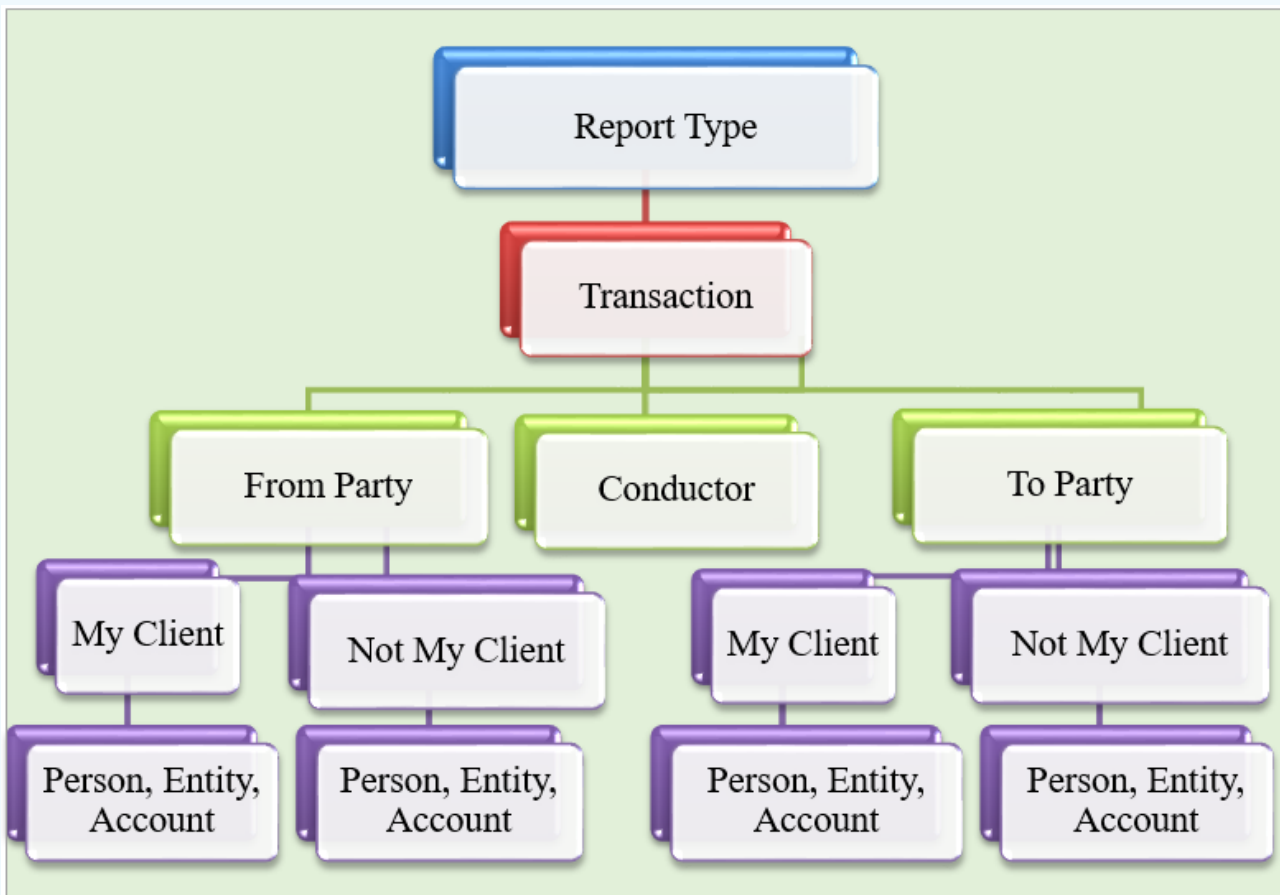 Report Type
Transaction
From Party
Conductor
To Party
My Client
Not My Client
My Client
Not My Client
Person, Entity,
Account
Person, Entity,
Account
Person, Entity,
Account
Person, Entity,
Account